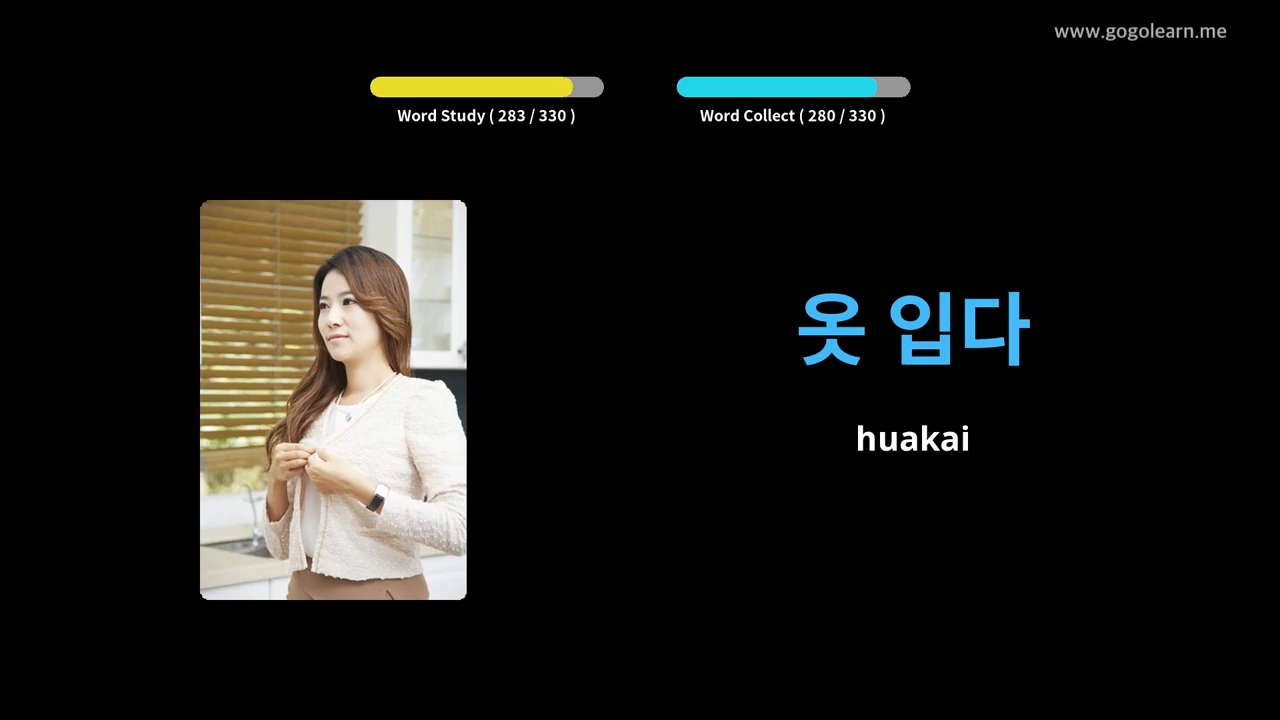 www.gogolearn.me
Word Study ( 283 / 330 )
Word Collect ( 280 / 330 )
옷 입다
huakai